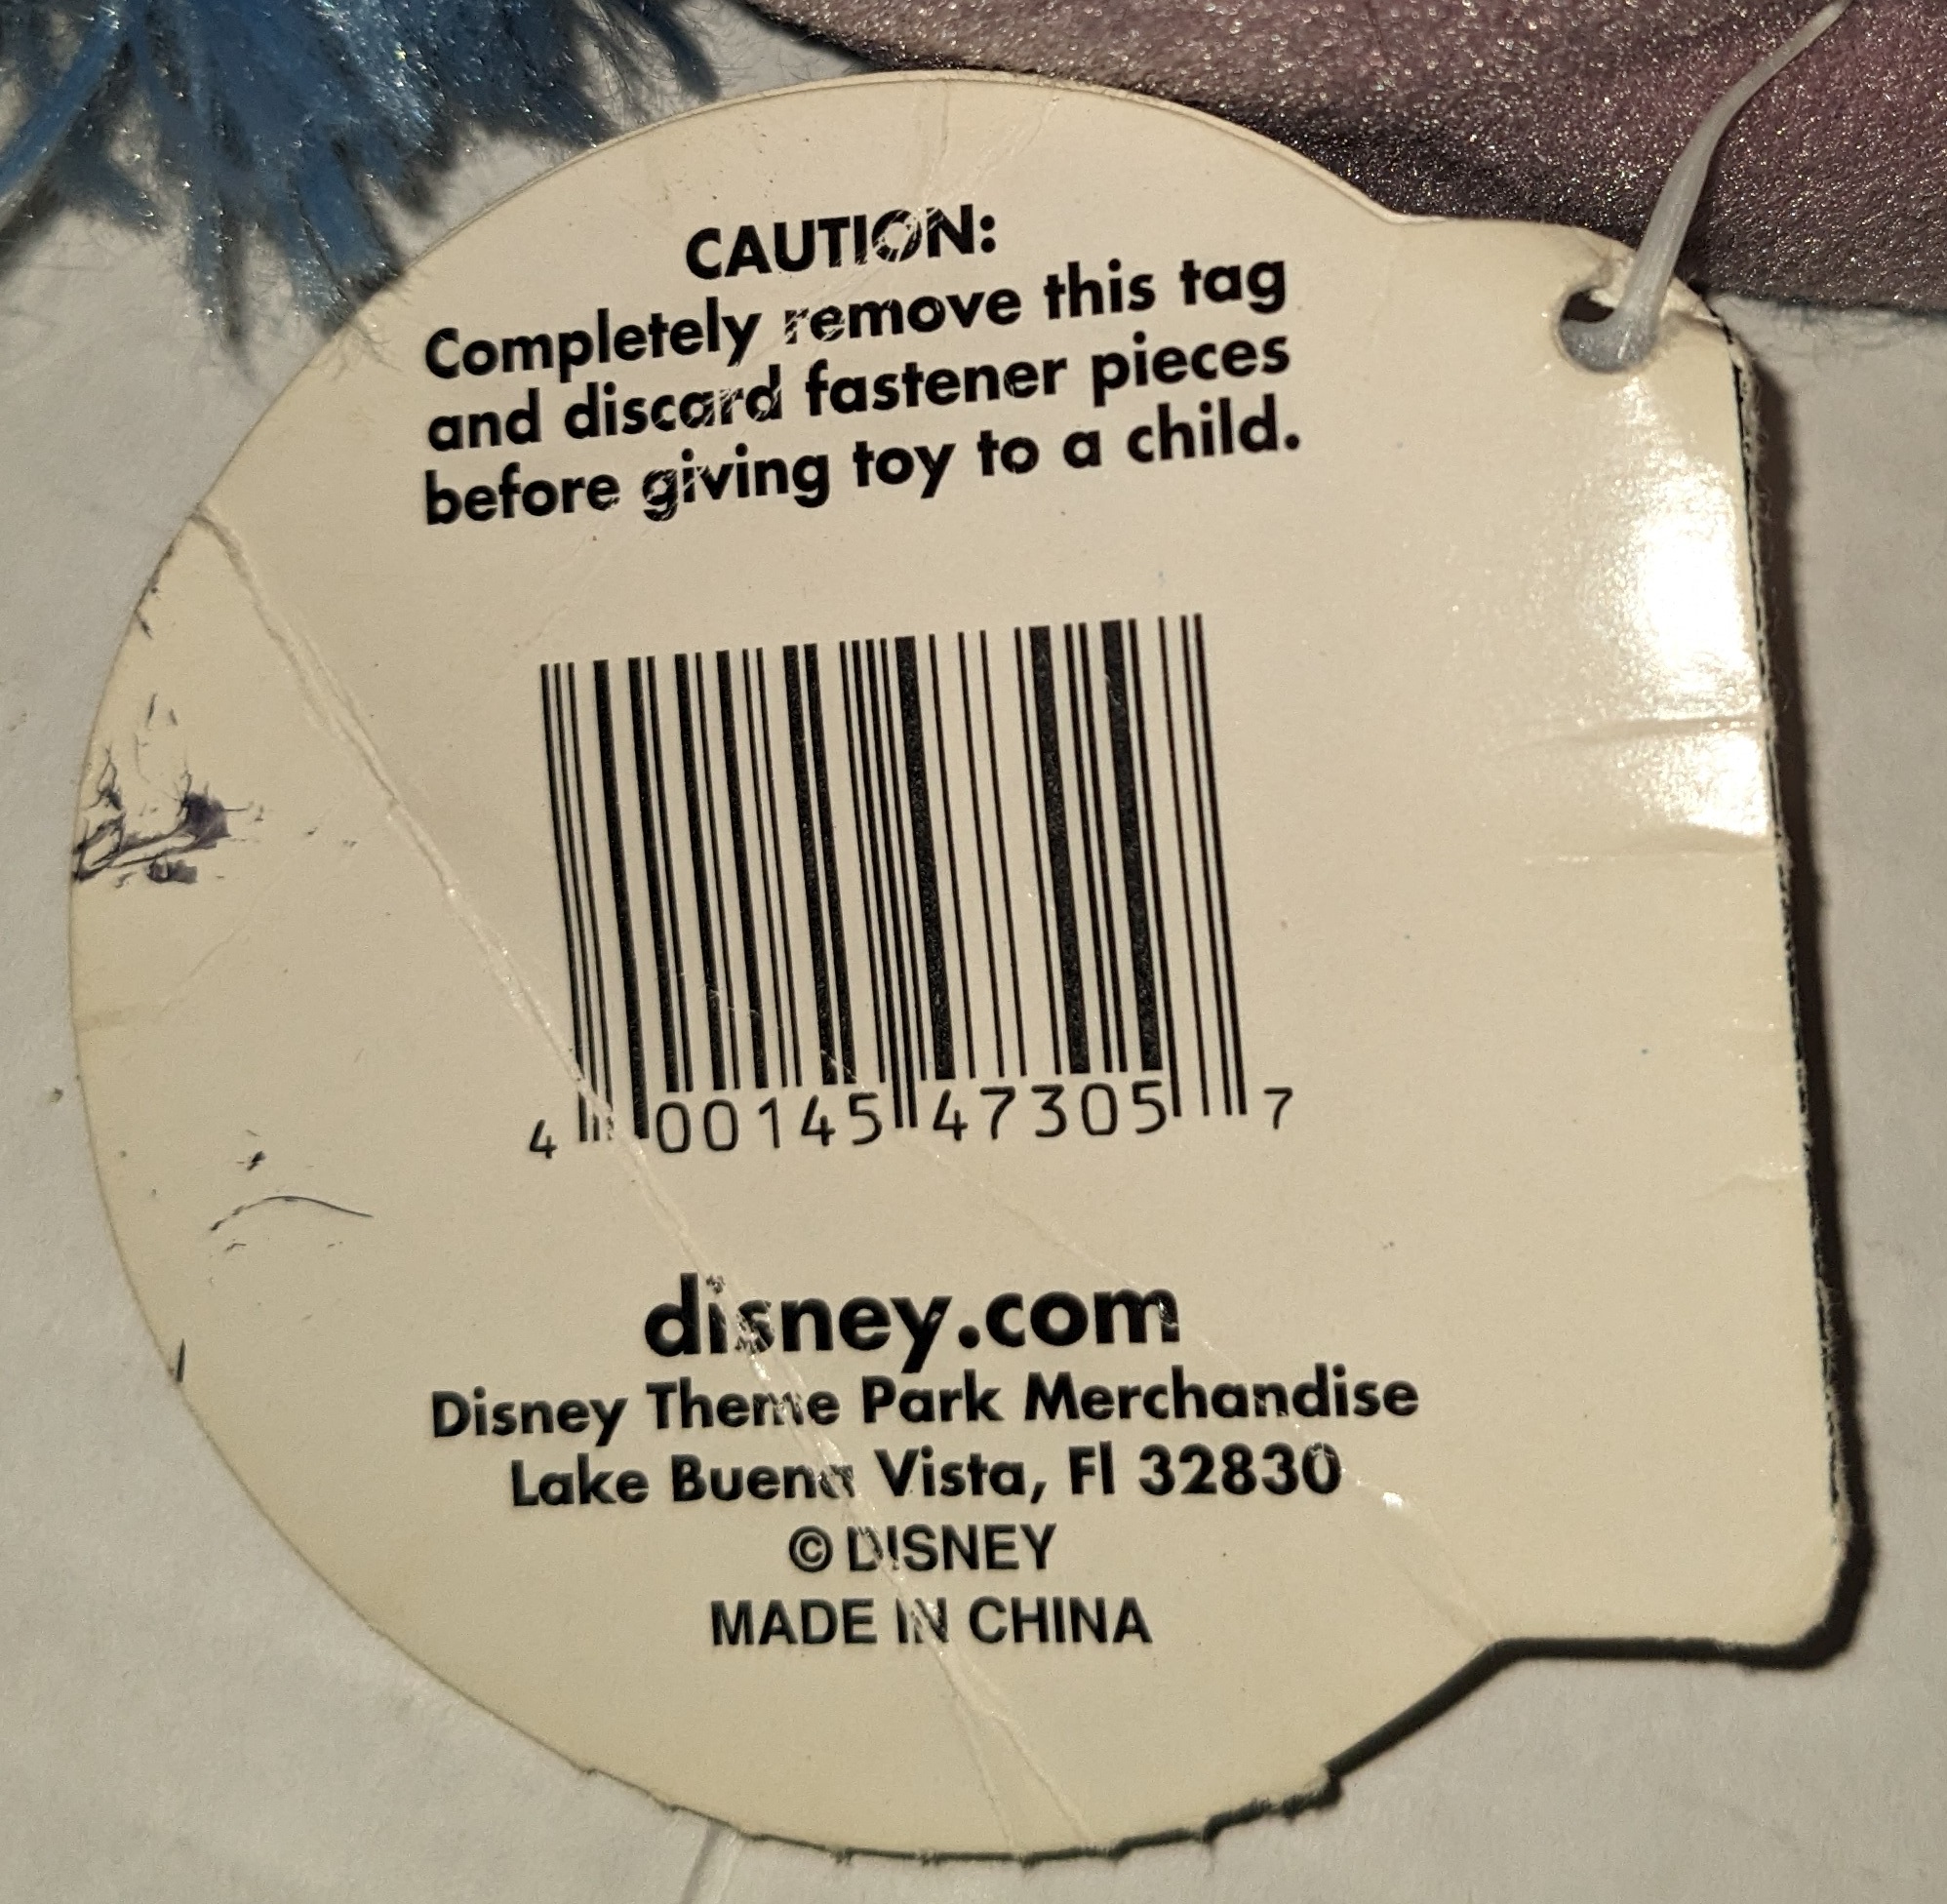 CAUTION:
Completely remove this tag
and discard fastener pieces
before giving toy to a child.
4 00145 47305 7
disney.com
Disney Theme Park Merchandise
Lake Buena Vista, Fl 32830
© DISNEY
MADE IN CHINA